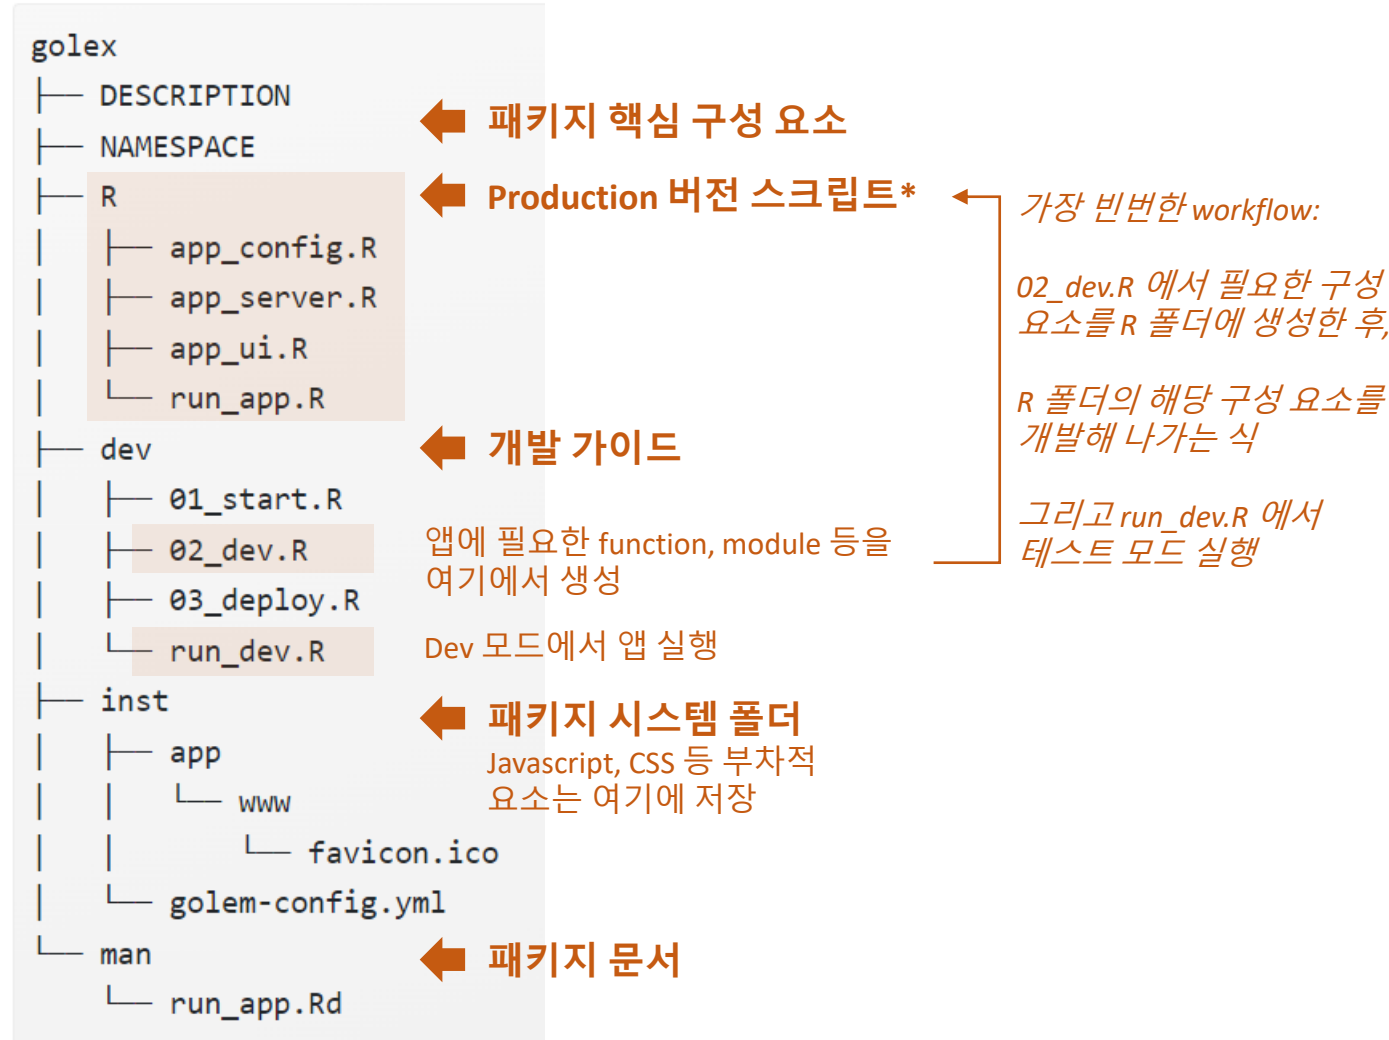 golex
├── DESCRIPTION
├── NAMESPACE
├── R
│   ├── app_config.R
│   ├── app_server.R
│   ├── app_ui.R
│   └── run_app.R
├── dev
│   ├── 01_start.R
│   ├── 02_dev.R
│   ├── 03_deploy.R
│   └── run_dev.R
├── inst
│   ├── app
│   │   └── www
│   │       └── favicon.ico
│   └── golem-config.yml
└── man
    └── run_app.Rd
패키지 핵심 구성 요소
Production 버전 스크립트*
개발 가이드
앱에 필요한 function, module 등을
여기에서 생성
Dev 모드에서 앱 실행
패키지 시스템 폴더
Javascript, CSS 등 부차적
요소는 여기에 저장
패키지 문서
가장 빈번한 workflow:
02_dev.R 에서 필요한 구성
요소를 R 폴더에 생성한 후,
R 폴더의 해당 구성 요소를
개발해 나가는 식
그리고 run_dev.R 에서
테스트 모드 실행